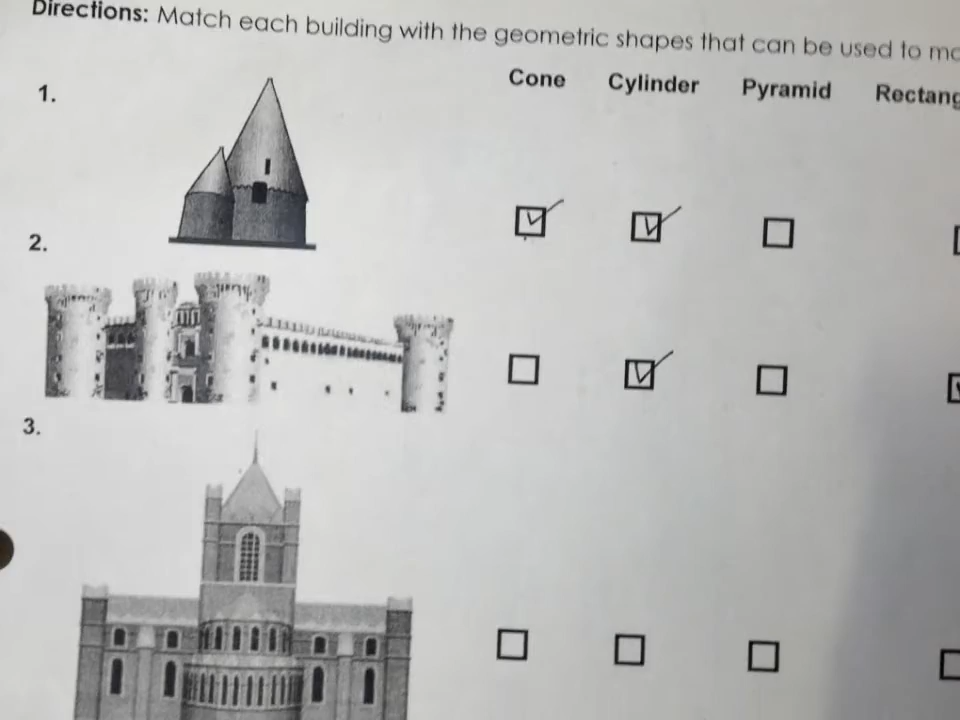 Directions: Match each building with the geometric shapes that can be used to
Cone Cylinder Pyramid
1.
2.
3.